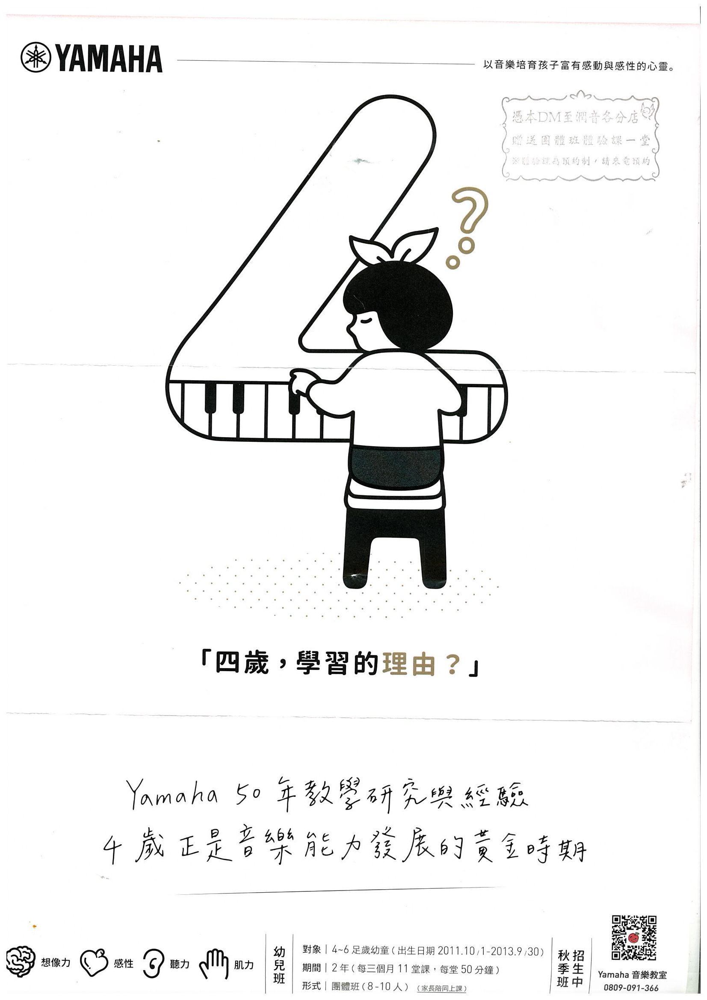 YAMAHA
以音樂培育孩子富有感動與感性的心靈。
憑本DM至潤音各分店
贈送團體班體驗課一堂
※體驗課為預約制，請來電預約
「四歲，學習的理由？」
Yamaha 50 年教學研究與經驗
4 歲正是音樂能力發展的黃金時期
想像力 感性 聽力 肌力
幼兒班
對象｜4~6 足歲幼童（出生日期 2011.10/1-2013.9/30）
期間｜2 年（每三個月 11 堂課，每堂 50 分鐘）
形式｜團體班（8-10 人）（家長陪同上課）
招生中
秋季班
Yamaha 音樂教室
0809-091-366